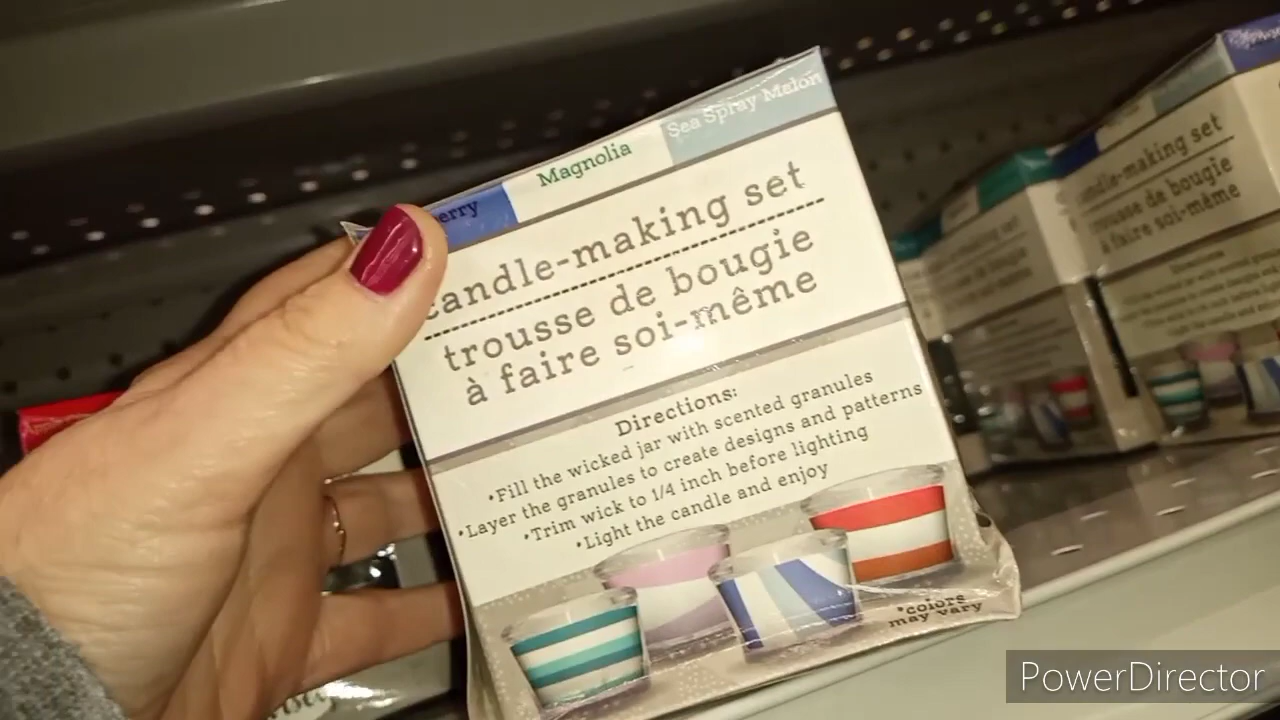 Magnolia
Sea Spray Melon
candle-making set
trousse de bougie
à faire soi-même
Directions:
•Fill the wicked jar with scented granules
•Layer the granules to create designs and patterns
•Trim wick to 1/4 inch before lighting
•Light the candle and enjoy
*colors
may vary
candle-making set
trousse de bougie
à faire soi-même
PowerDirector